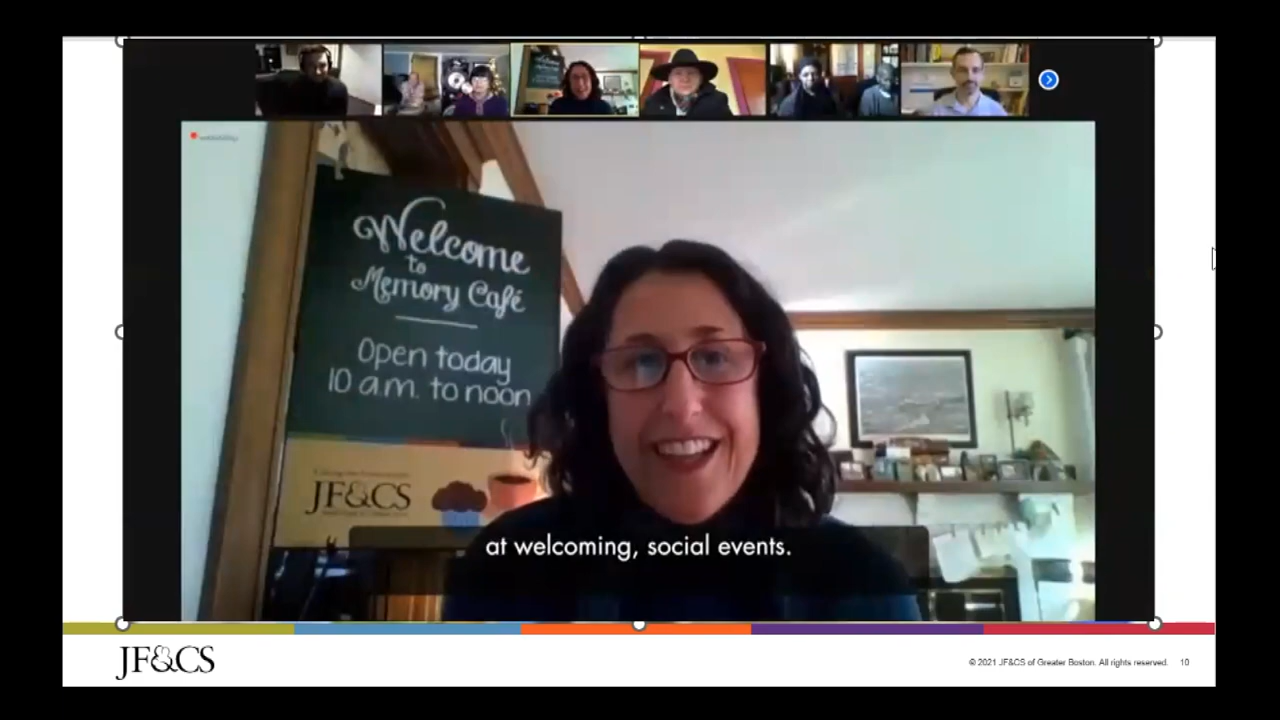 Welcome
to
Memory Café
Open today
10 a.m. to noon
JF&CS
at welcoming, social events.
JF&CS
© 2021 JF&CS of Greater Boston. All rights reserved. 10